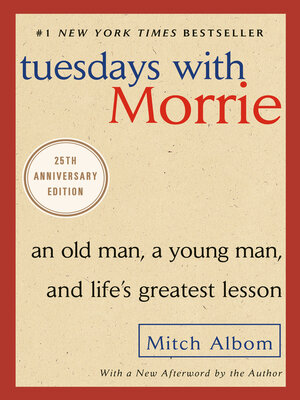 #1 NEW YORK TIMES BESTSELLER
tuesdays with
Morrie
25TH
ANNIVERSARY
EDITION
an old man, a young man,
and life's greatest lesson
Mitch Albom
With a New Afterword by the Author